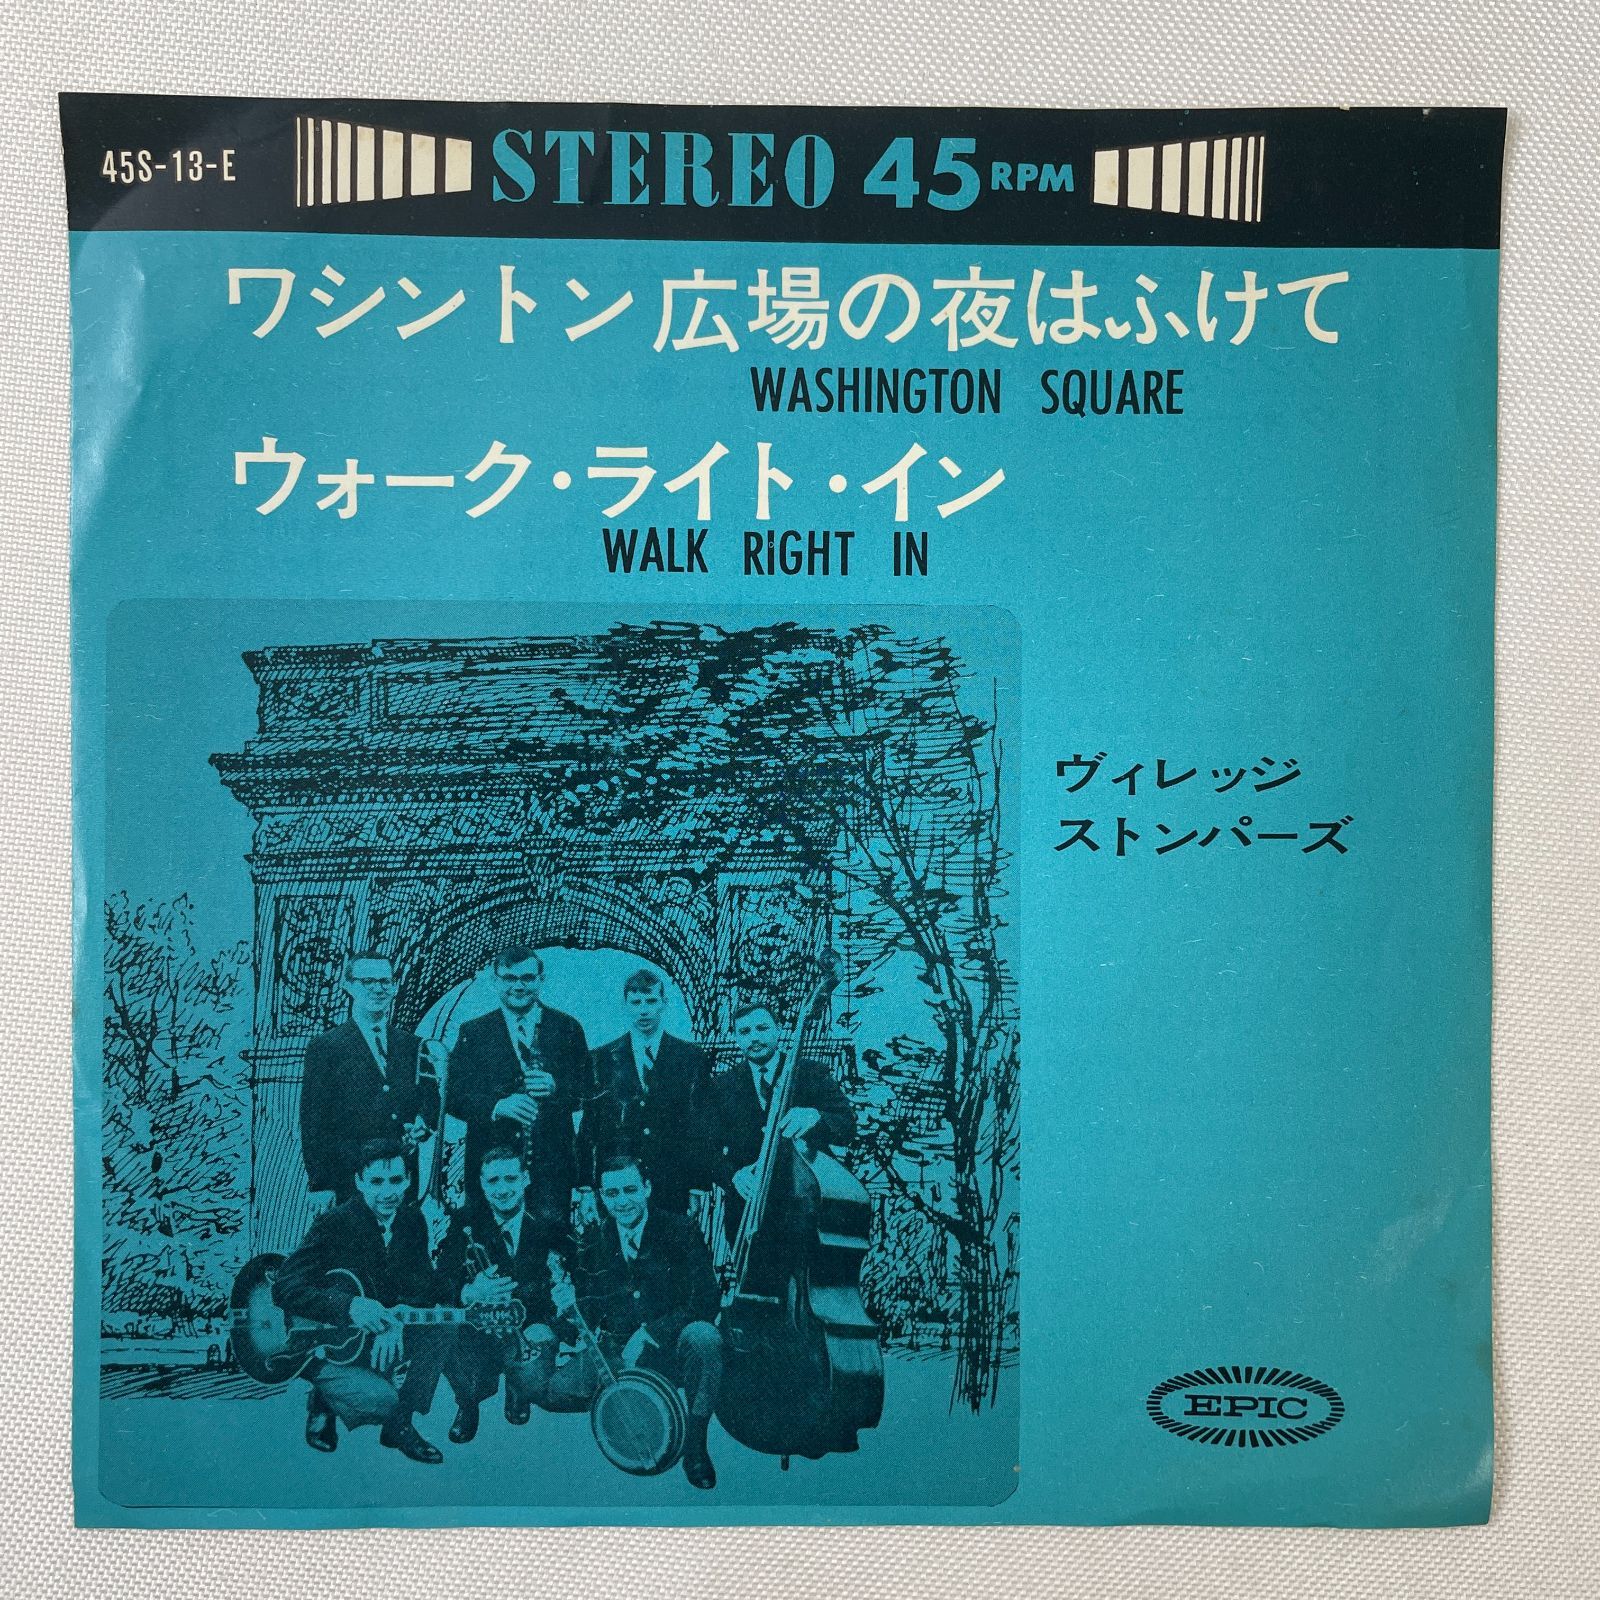 45S-13-E STEREO 45 RPM
ワシントン広場の夜はふけて
WASHINGTON SQUARE
ウォーク・ライト・イン
WALK RIGHT IN
ヴィレッジ
ストンパーズ
EPIC